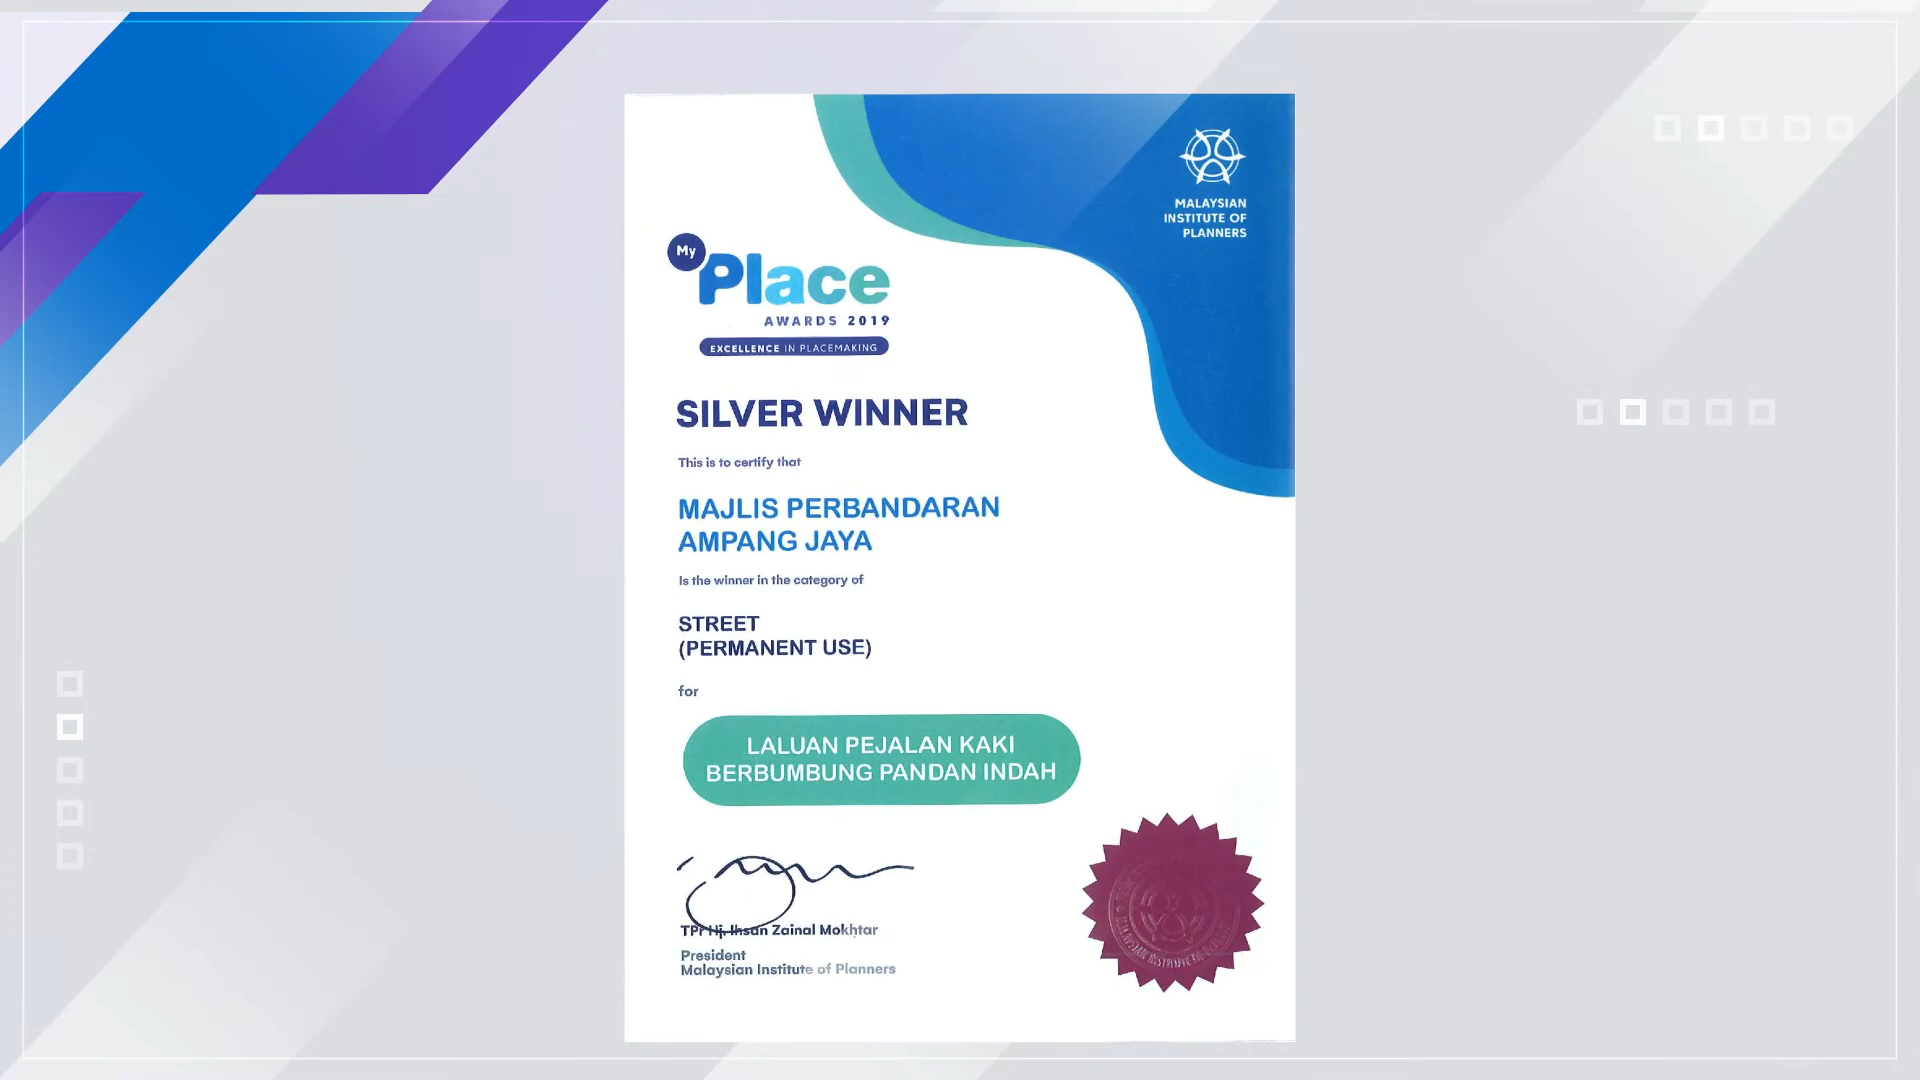 MALAYSIAN
INSTITUTE OF
PLANNERS
My
Place
AWARDS 2019
EXCELLENCE IN PLACEMAKING
SILVER WINNER
This is to certify that
MAJLIS PERBANDARAN
AMPANG JAYA
Is the winner in the category of
STREET
(PERMANENT USE)
for
LALUAN PEJALAN KAKI
BERBUMBUNG PANDAN INDAH
TPr Hj. Ihsan Zainal Mokhtar
President
Malaysian Institute of Planners